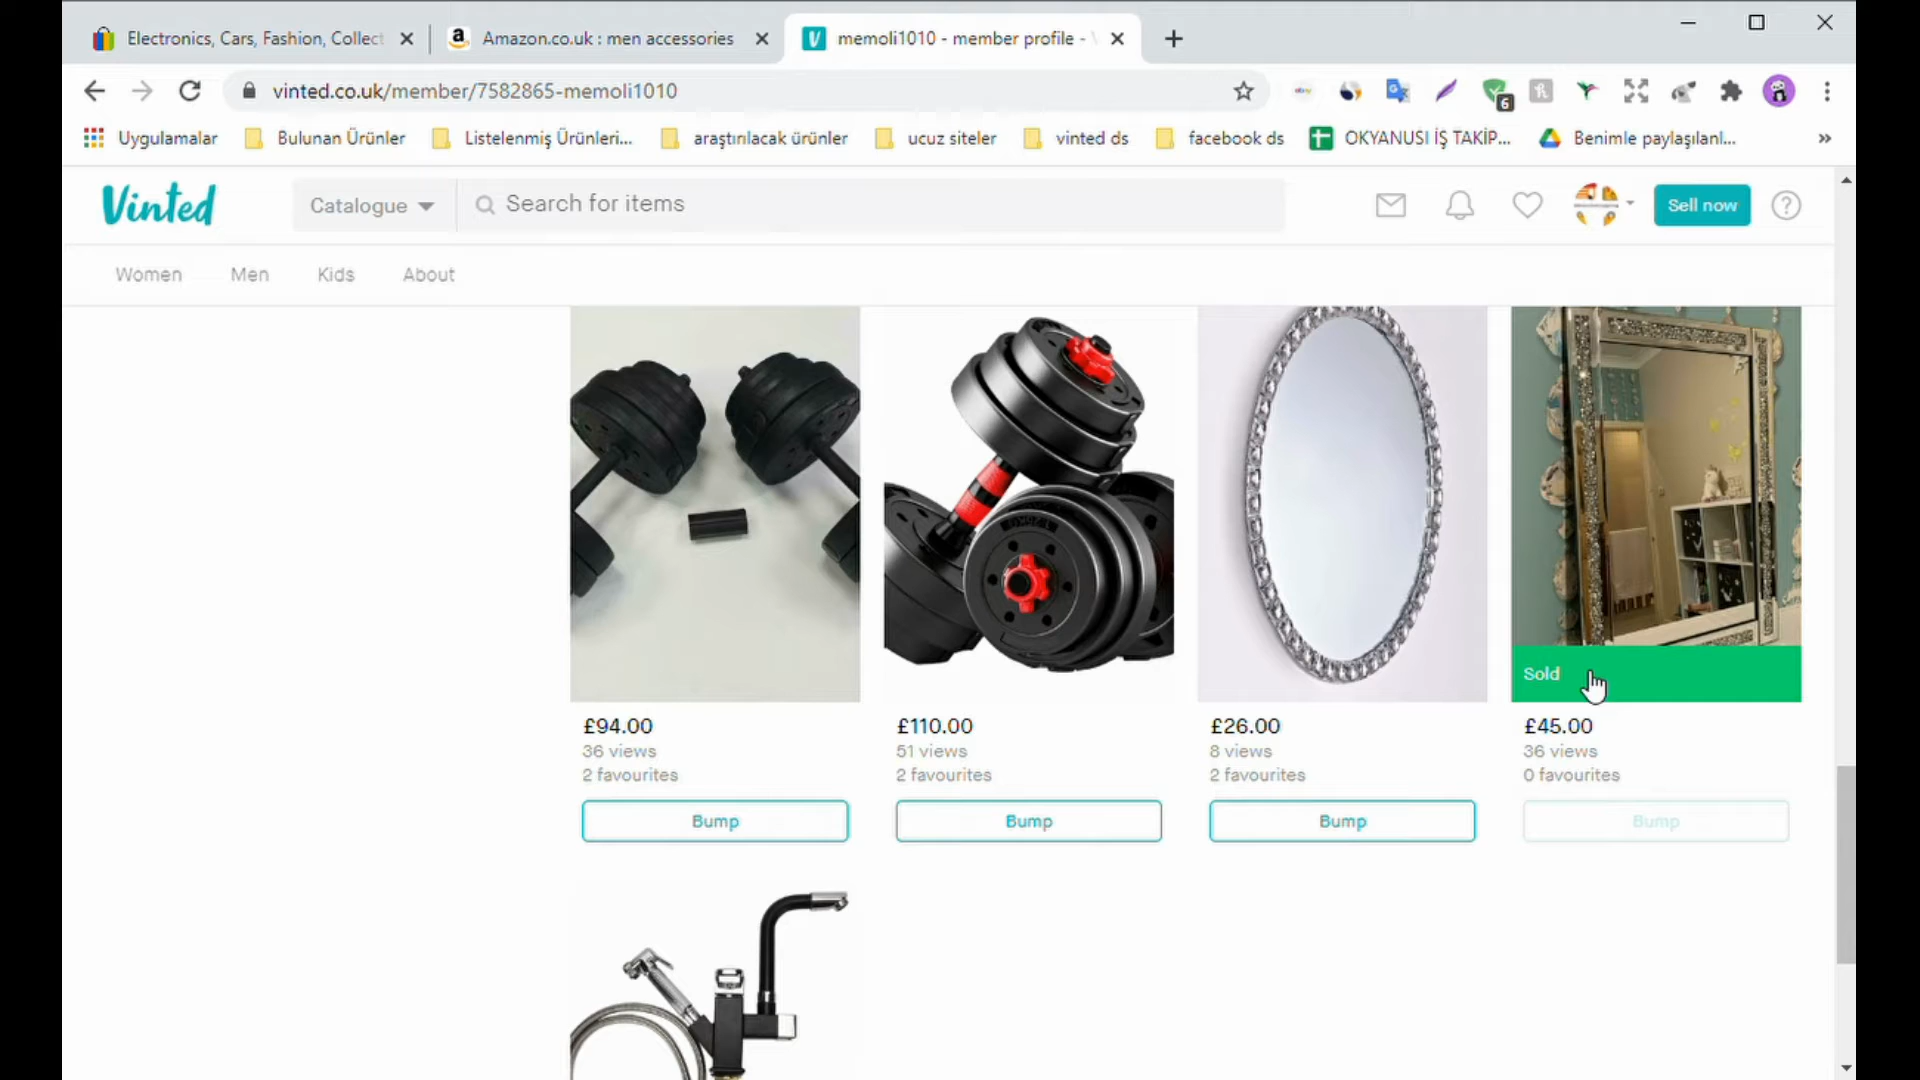 Electronics, Cars, Fashion, Collect
Amazon.co.uk : men accessories
memoli1010 - member profile -
vinted.co.uk/member/7582865-memoli1010
6
Uygulamalar
Bulunan Ürünler
Listelenmiş Ürünleri...
araştırılacak ürünler
ucuz siteler
vinted ds
facebook ds
OKYANUSI İŞ TAKİP...
Benimle paylaşılanl...
Vinted
Catalogue
Search for items
Sell now
Women
Men
Kids
About
Sold
£94.00
36 views
2 favourites
Bump
£110.00
51 views
2 favourites
Bump
£26.00
8 views
2 favourites
Bump
£45.00
36 views
0 favourites
Bump